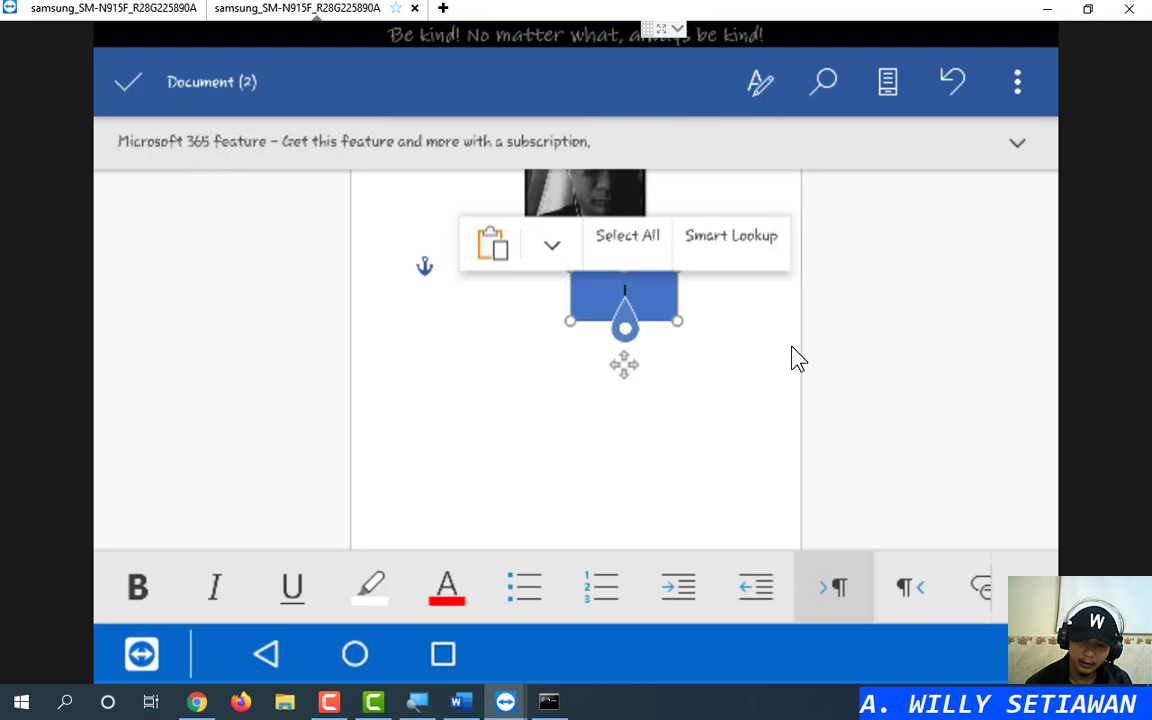 samsung_SM-N915F_R28G225890A samsung_SM-N915F_R28G225890A
Be kind! No matter what, always be kind!
Document (2)
Microsoft 365 feature - Get this feature and more with a subscription.
Select All Smart Lookup
B I U A
W
A. WILLY SETIAWAN